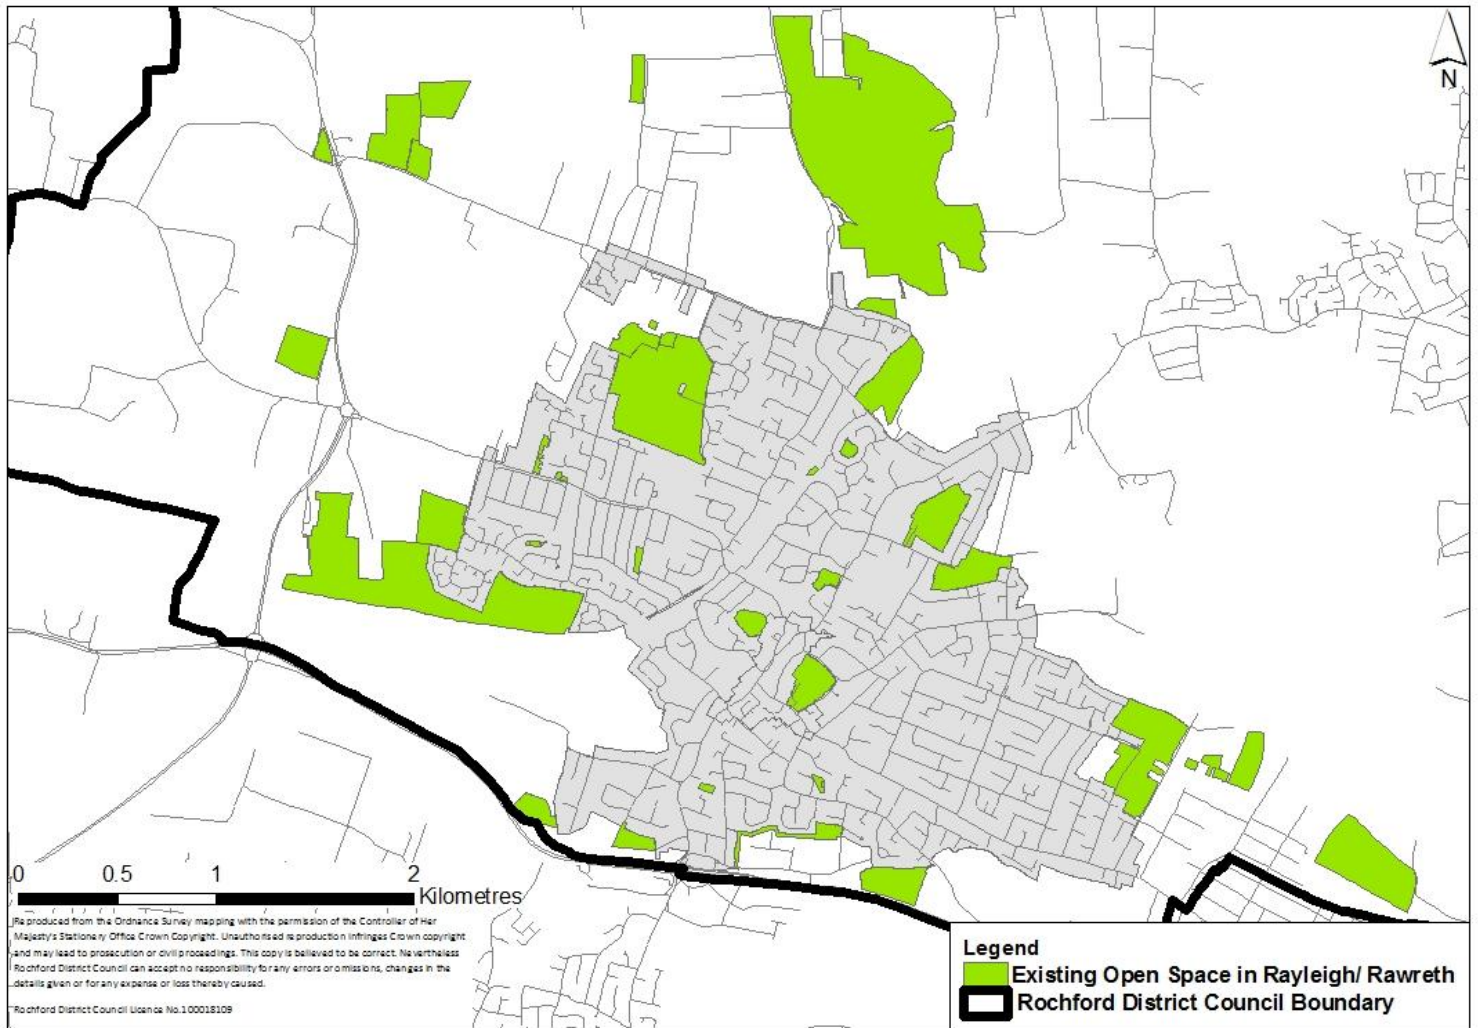 N
0 0.5 1 2
Kilometres
Reproduced from the Ordnance Survey mapping with the permission of the Controller of Her
Majesty's Stationery Office Crown Copyright. Unauthorised reproduction infringes Crown copyright
and may lead to prosecution or civil proceedings. This copy is believed to be correct. Nevertheless
Rochford District Council can accept no responsibility for any errors or omissions, changes in the
details given or for any expense or loss thereby caused.
Rochford District Council Licence No.100018109
Legend
Existing Open Space in Rayleigh/ Rawreth
Rochford District Council Boundary